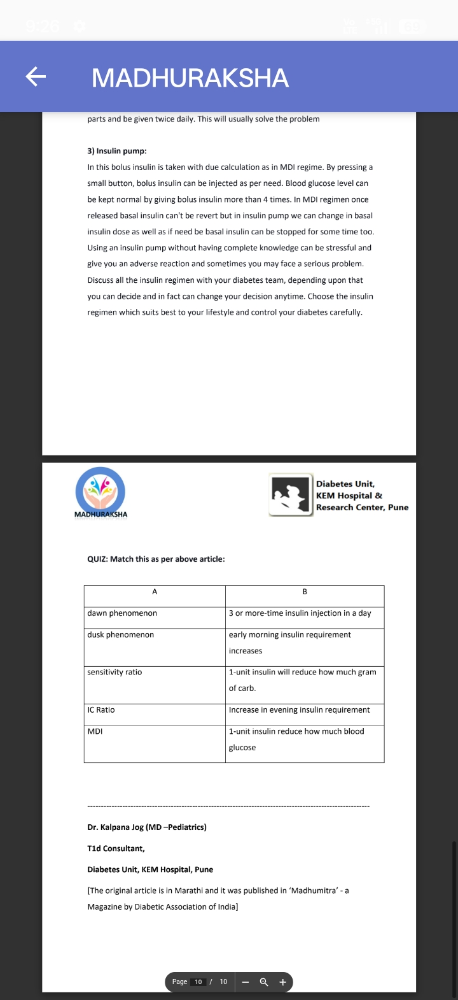 9:26
MADHURAKSHA
parts and be given twice daily. This will usually solve the problem
3) Insulin pump:
In this bolus insulin is taken with due calculation as in MDI regime. By pressing a
small button, bolus insulin can be injected as per need. Blood glucose level can
be kept normal by giving bolus insulin more than 4 times. In MDI regimen once
released basal insulin can't be revert but in insulin pump we can change in basal
insulin dose as well as if need be basal insulin can be stopped for some time too.
Using an insulin pump without having complete knowledge can be stressful and
give you an adverse reaction and sometimes you may face a serious problem.
Discuss all the insulin regimen with your diabetes team, depending upon that
you can decide and in fact can change your decision anytime. Choose the insulin
regimen which suits best to your lifestyle and control your diabetes carefully.
MADHURAKSHA
Diabetes Unit,
KEM Hospital &
Research Center, Pune
QUIZ: Match this as per above article:
A B
dawn phenomenon 3 or more-time insulin injection in a day
dusk phenomenon early morning insulin requirement
increases
sensitivity ratio 1-unit insulin will reduce how much gram
of carb.
IC Ratio Increase in evening insulin requirement
MDI 1-unit insulin reduce how much blood
glucose
Dr. Kalpana Jog (MD –Pediatrics)
T1d Consultant,
Diabetes Unit, KEM Hospital, Pune
[The original article is in Marathi and it was published in ‘Madhumitra’ - a
Magazine by Diabetic Association of India]
Page 10 / 10